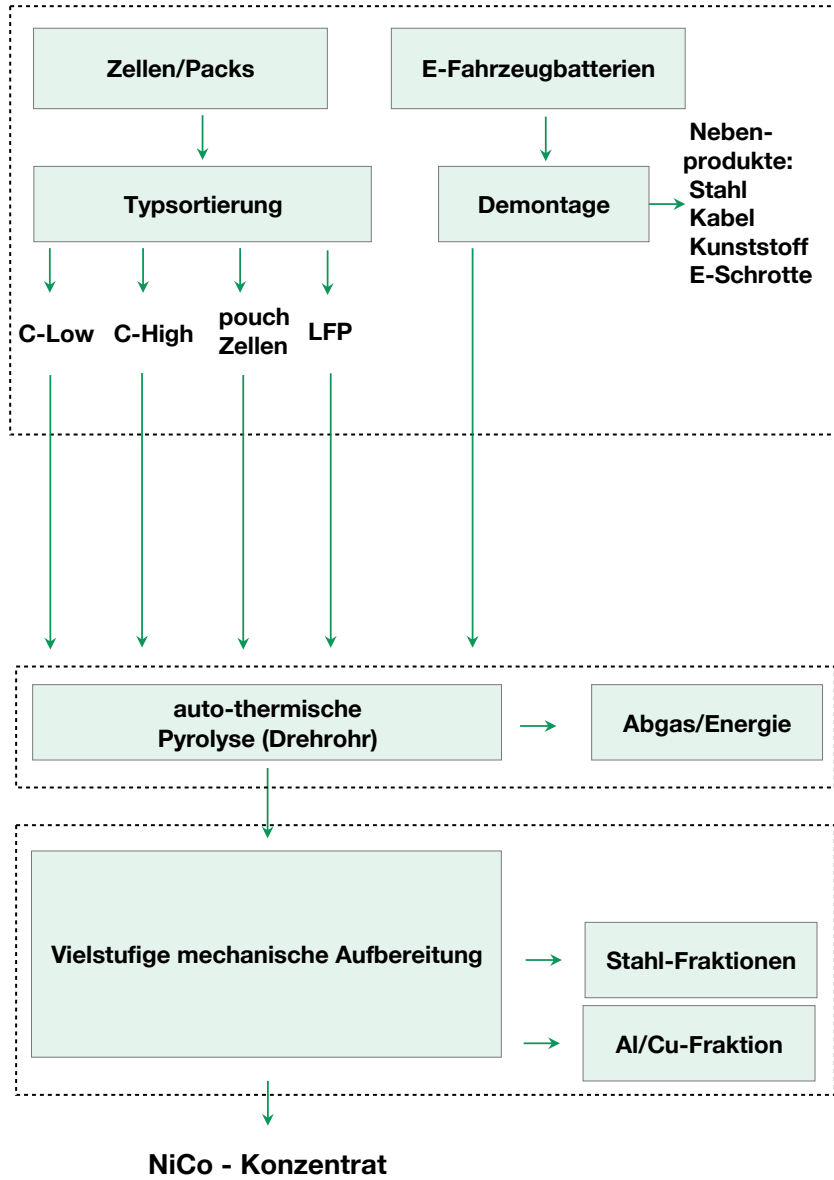 Zellen/Packs
E-Fahrzeugbatterien
Neben-
produkte:
Stahl
Kabel
Kunststoff
E-Schrotte
Typsortierung
Demontage
C-Low
C-High
pouch
Zellen
LFP
auto-thermische
Pyrolyse (Drehrohr)
Abgas/Energie
Vielstufige mechanische Aufbereitung
Stahl-Fraktionen
Al/Cu-Fraktion
NiCo - Konzentrat